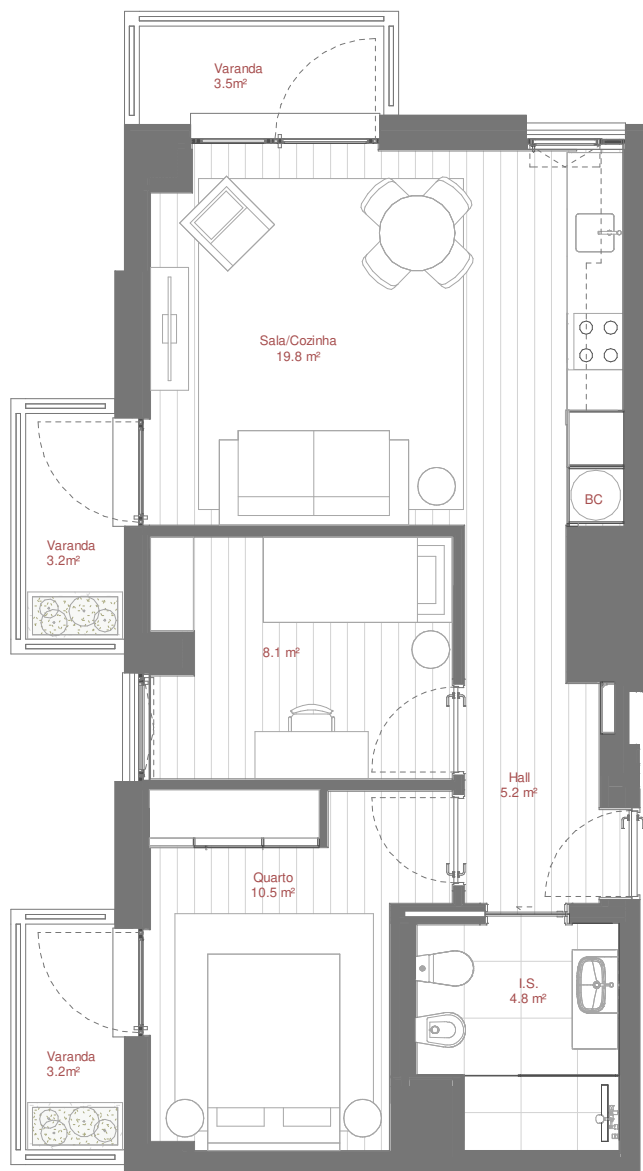 Varanda
3.5m²
Sala/Cozinha
19.8 m²
BC
Varanda
3.2m²
8.1 m²
Hall
5.2 m²
Quarto
10.5 m²
I.S.
4.8 m²
Varanda
3.2m²